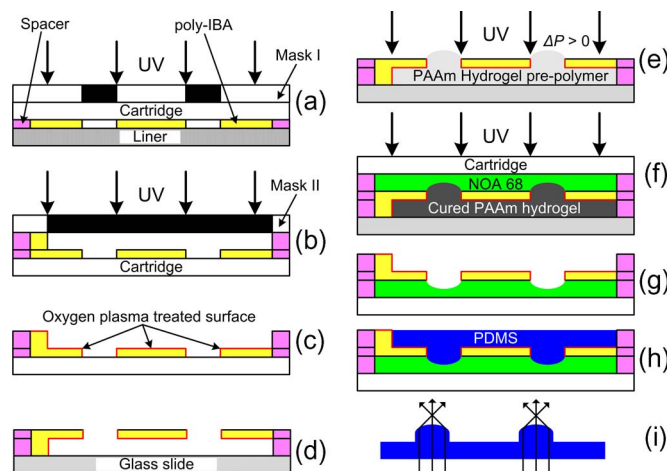 Spacer
poly-IBA
UV
Mask I
(a)
Cartridge
Liner
UV
Mask II
(b)
Cartridge
Oxygen plasma treated surface
(c)
(d)
Glass slide
UV
ΔP > 0
(e)
PAAm Hydrogel pre-polymer
UV
Cartridge
(f)
NOA 68
Cured PAAm hydrogel
(g)
PDMS
(h)
(i)